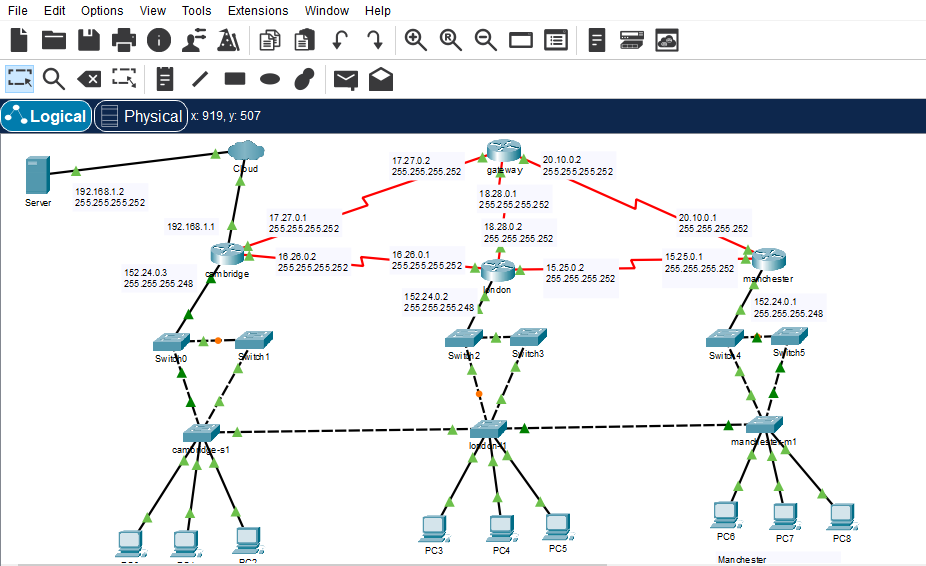 File Edit Options View Tools Extensions Window Help
Logical Physical x: 919, y: 507
Server
192.168.1.2
255.255.255.252
Cloud
192.168.1.1
17.27.0.2
255.255.255.252
gateway
20.10.0.2
255.255.255.252
18.28.0.1
255.255.255.252
17.27.0.1
255.255.255.252
18.28.0.2
255.255.255.252
20.10.0.1
255.255.255.252
cambridge
16.26.0.2
255.255.255.252
16.26.0.1
255.255.255.252
london
15.25.0.2
255.255.255.252
15.25.0.1
255.255.255.252
manchester
152.24.0.3
255.255.255.248
152.24.0.2
255.255.255.248
152.24.0.1
255.255.255.248
Switch0
Switch1
Switch2
Switch3
Switch4
Switch5
cambridge-s1
manchester-m1
PC3
PC4
PC5
PC6
PC7
PC8
PC2
Manchester